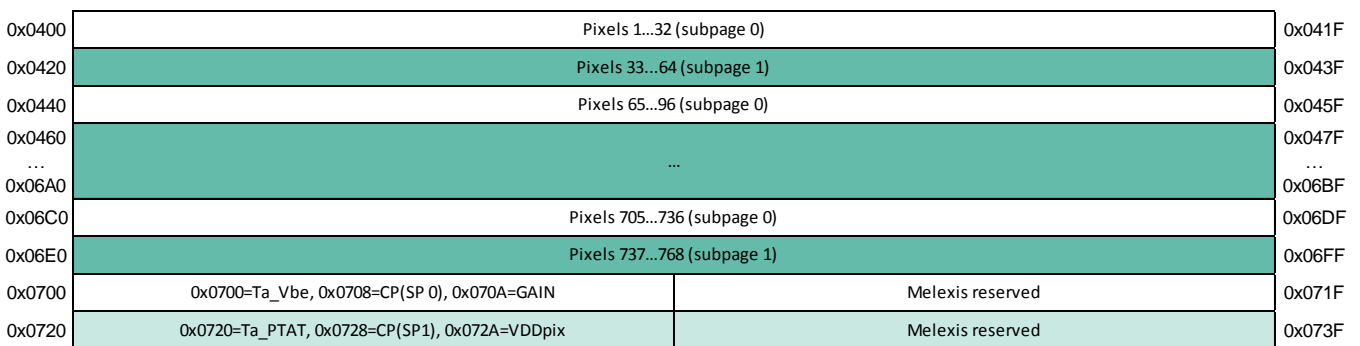 0x0400 Pixels 1...32 (subpage 0) 0x041F
0x0420 Pixels 33...64 (subpage 1) 0x043F
0x0440 Pixels 65...96 (subpage 0) 0x045F
0x0460 0x047F
... ... ...
0x06A0 0x06BF
0x06C0 Pixels 705...736 (subpage 0) 0x06DF
0x06E0 Pixels 737...768 (subpage 1) 0x06FF
0x0700 0x0700=Ta_Vbe, 0x0708=CP(SP 0), 0x070A=GAIN Melexis reserved 0x071F
0x0720 0x0720=Ta_PTAT, 0x0728=CP(SP1), 0x072A=VDDpix Melexis reserved 0x073F